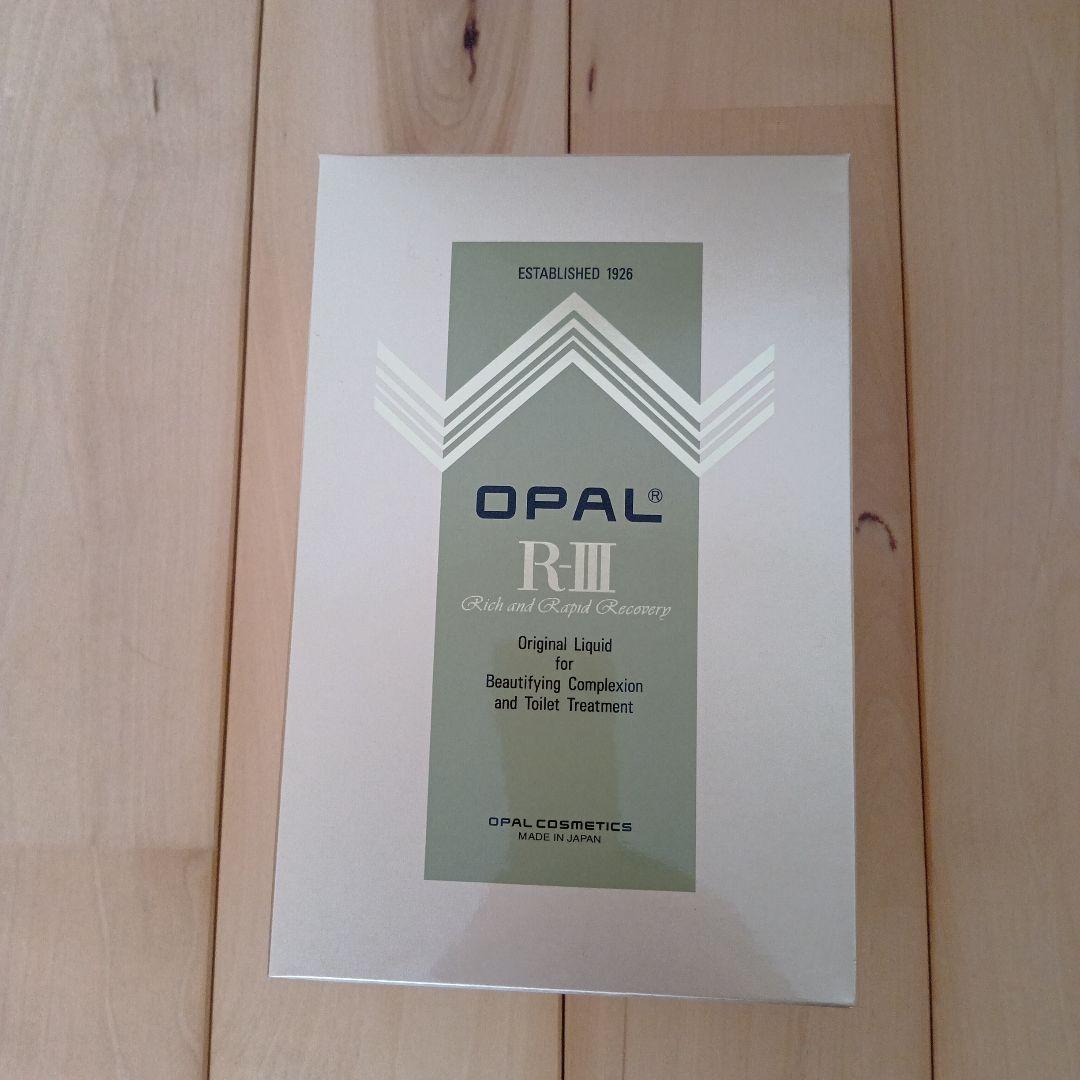 ESTABLISHED 1926
OPAL®
R-III
Rich and Rapid Recovery
Original Liquid
for
Beautifying Complexion
and Toilet Treatment
OPAL COSMETICS
MADE IN JAPAN